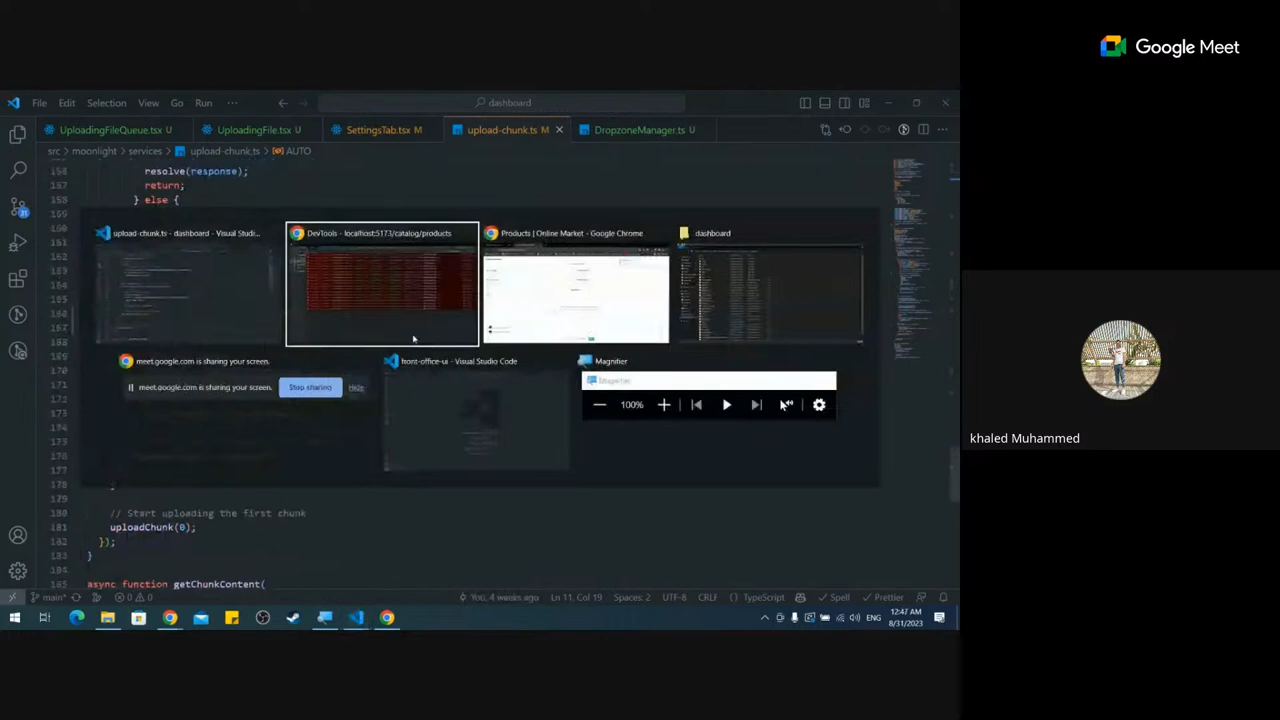 Google Meet
File Edit Selection View Go Run ··· dashboard
UploadingFileQueue.tsx U UploadingFile.tsx U SettingsTab.tsx M upload-chunk.ts M DropzoneManager.ts U
src > moonlight > services > upload-chunk.ts > AUTO
156 resolve(response);
157 return;
158 } else {
upload-chunk.ts - dashboard - Visual Studi... DevTools - localhost:5173/catalog/products Products | Online Market - Google Chrome dashboard
meet.google.com is sharing your screen. front-office-ui - Visual Studio Code Magnifier
meet.google.com is sharing your screen. Stop sharing Hide
100%
khaled Muhammed
179
180 // Start uploading the first chunk
181 uploadChunk(0);
182 });
183 }
185 async function getChunkContent(
main* 0 0 You, 4 weeks ago Ln 11, Col 19 Spaces: 2 UTF-8 CRLF {} TypeScript Spell Prettier
ENG 12:47 AM
8/31/2023